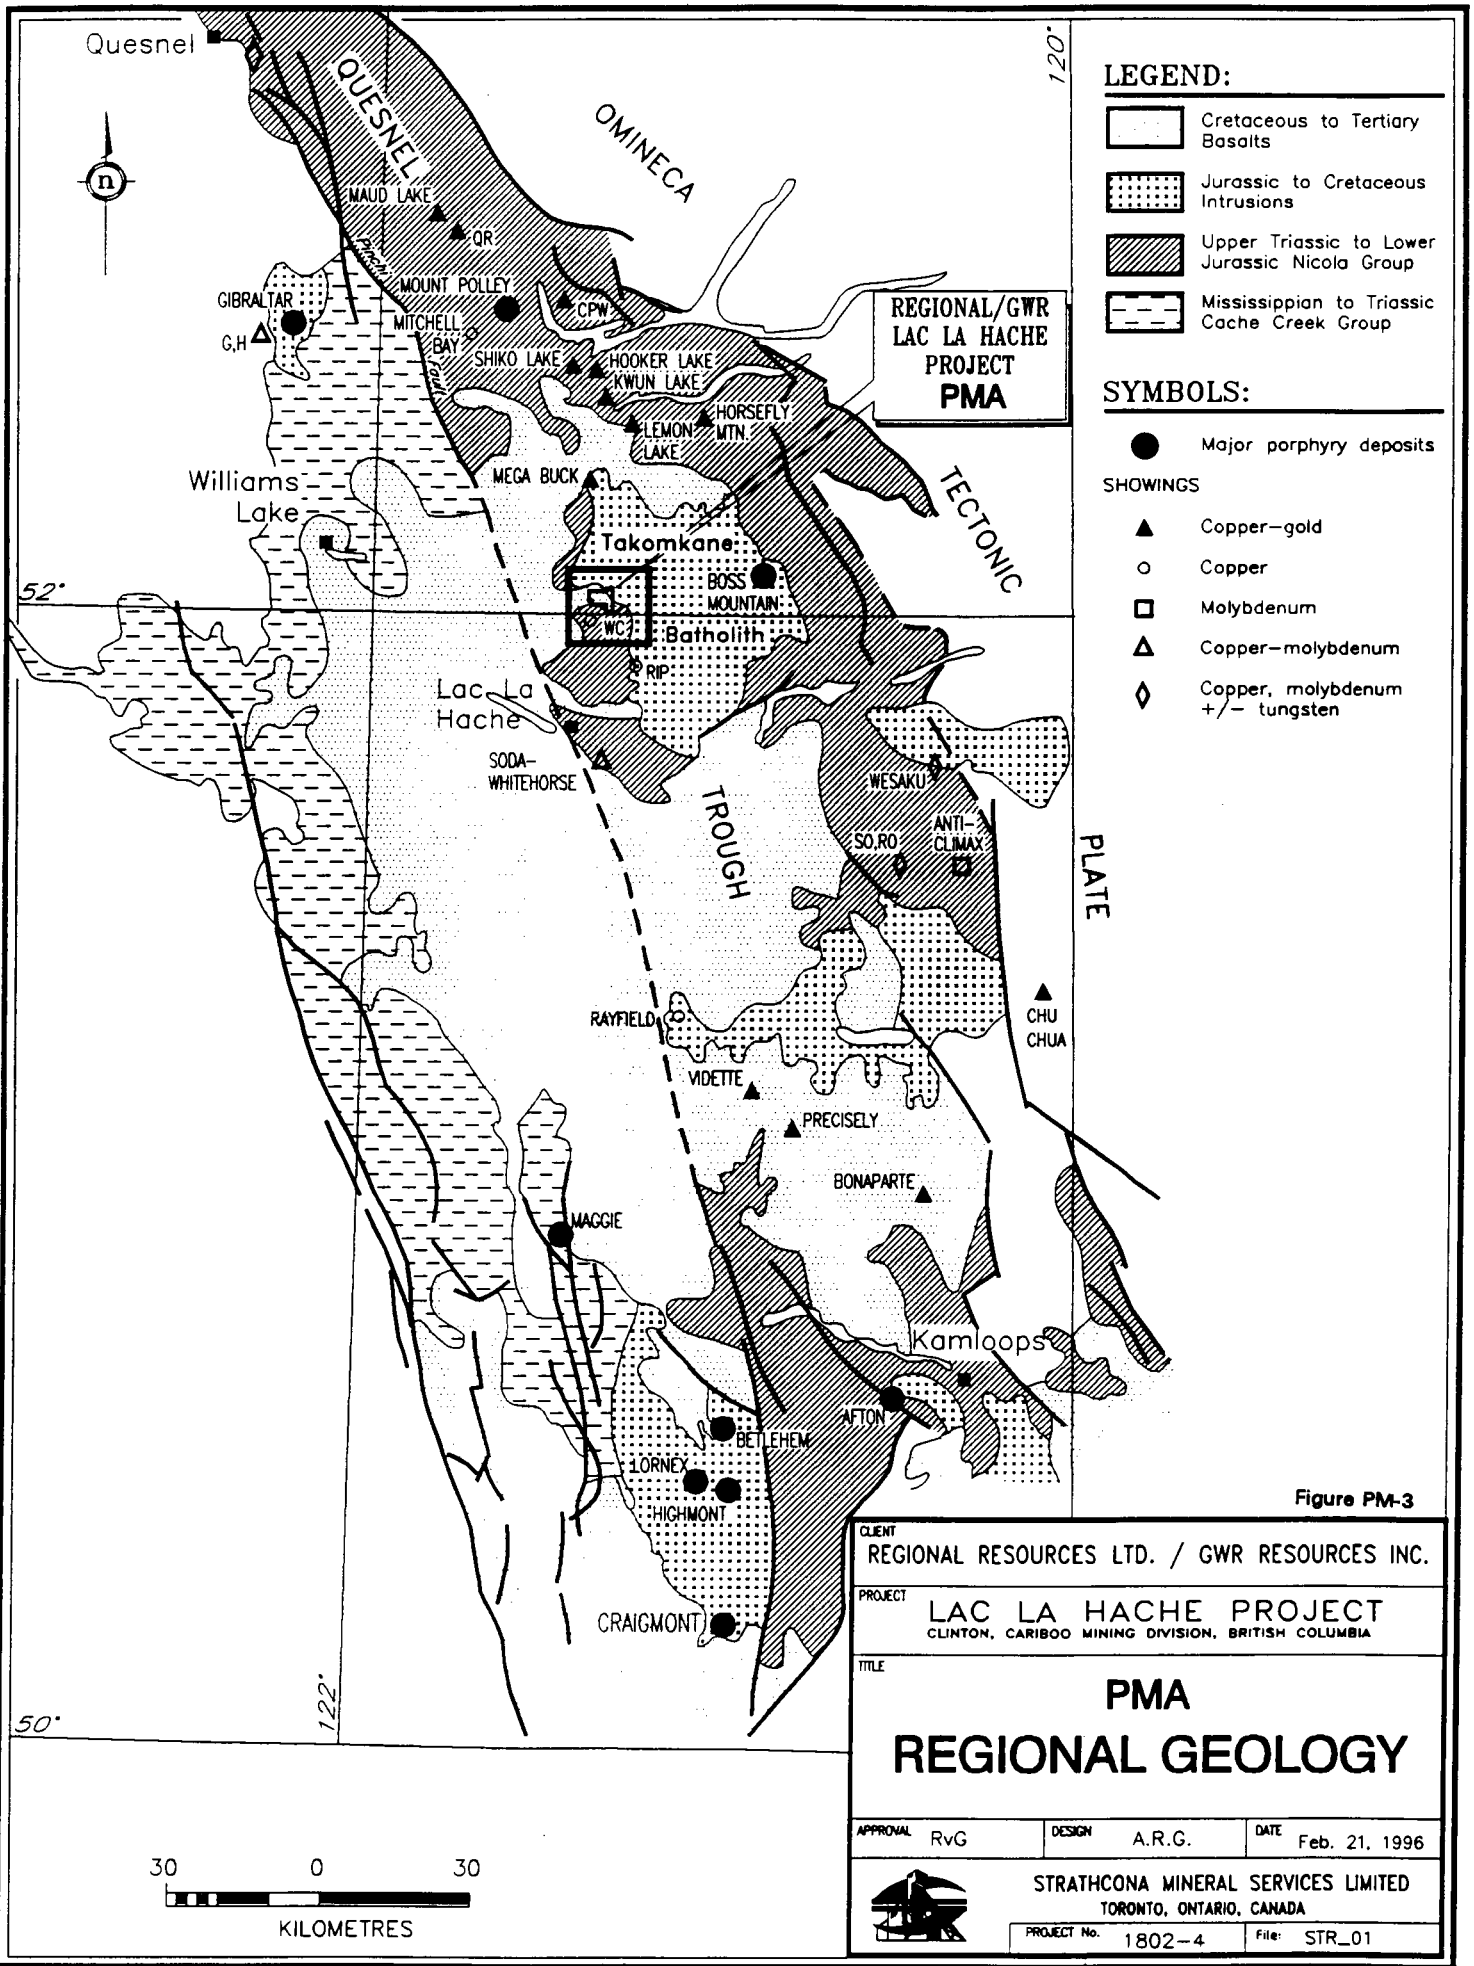 Quesnel
120°
LEGEND:
Cretaceous to Tertiary
Basalts
Jurassic to Cretaceous
Intrusions
Upper Triassic to Lower
Jurassic Nicola Group
Mississippian to Triassic
Cache Creek Group
SYMBOLS:
Major porphyry deposits
SHOWINGS
Copper-gold
Copper
Molybdenum
Copper-molybdenum
Copper, molybdenum
+/- tungsten
n
QUESNEL
OMINECA
MAUD LAKE
QR
Pinchi
GIBRALTAR
MOUNT POLLEY
CPW
G,H
MITCHELL
BAY
SHIKO LAKE
HOOKER LAKE
KWUN LAKE
Fault
REGIONAL/GWR
LAC LA HACHE
PROJECT
PMA
LEMON
LAKE
HORSEFLY
MTN.
MEGA BUCK
TECTONIC
Williams
Lake
Takomkane
BOSS
MOUNTAIN
52°
WC
Batholith
RIP
Lac La
Hache
SODA-
WHITEHORSE
WESAKU
TROUGH
ANTI-
CLIMAX
SO,RO
PLATE
RAYFIELD
CHU
CHUA
VIDETTE
PRECISELY
BONAPARTE
MAGGIE
Kamloops
AFTON
BETLEHEM
LORNEX
HIGHMONT
CRAIGMONT
122°
50°
Figure PM-3
CLIENT
REGIONAL RESOURCES LTD. / GWR RESOURCES INC.
PROJECT
LAC LA HACHE PROJECT
CLINTON, CARIBOO MINING DIVISION, BRITISH COLUMBIA
TITLE
PMA
REGIONAL GEOLOGY
APPROVAL RvG
DESIGN A.R.G.
DATE Feb. 21, 1996
STRATHCONA MINERAL SERVICES LIMITED
TORONTO, ONTARIO, CANADA
PROJECT No. 1802-4
File: STR_01
30 0 30
KILOMETRES